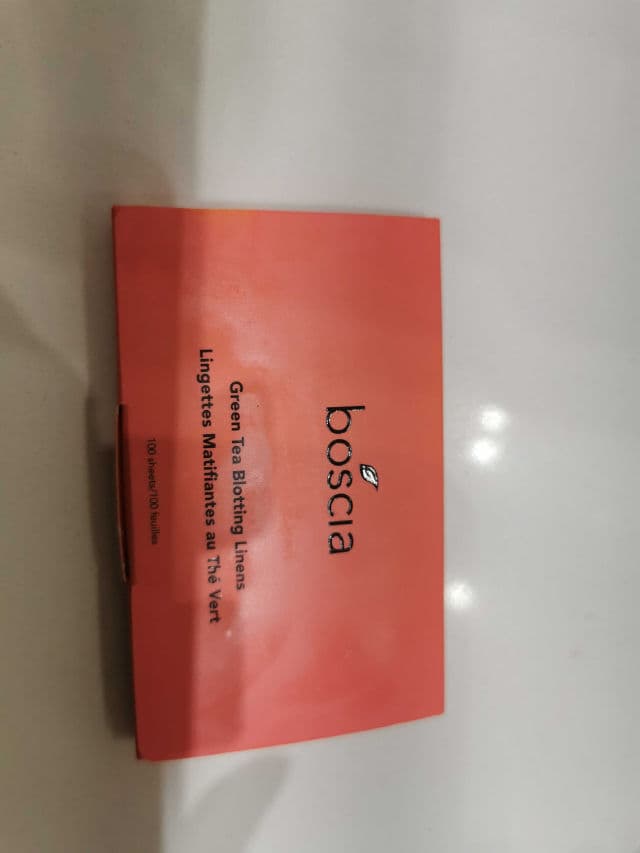 boscia
Green Tea Blotting Linens
Lingettes Matifiantes au Thé Vert
100 sheets/100 feuilles